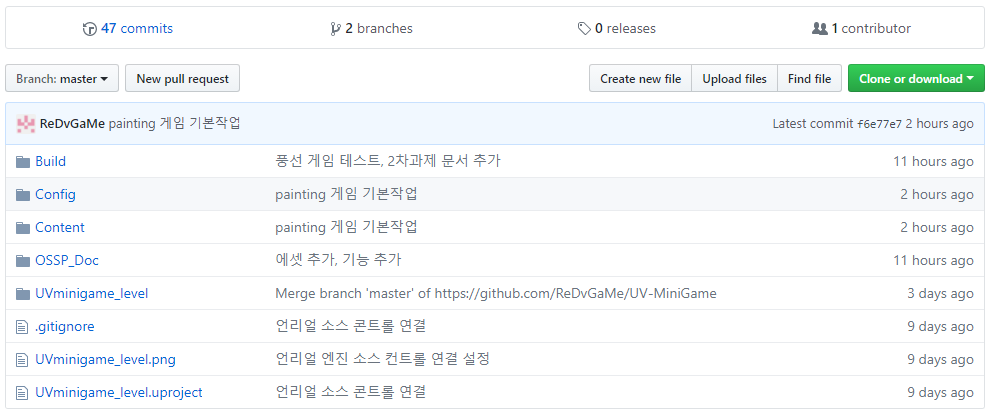 47 commits 2 branches 0 releases 1 contributor
Branch: master New pull request Create new file Upload files Find file Clone or download
ReDvGaMe painting 게임 기본작업 Latest commit f6e77e7 2 hours ago
Build 풍선 게임 테스트, 2차과제 문서 추가 11 hours ago
Config painting 게임 기본작업 2 hours ago
Content painting 게임 기본작업 2 hours ago
OSSP_Doc 에셋 추가, 기능 추가 11 hours ago
UVminigame_level Merge branch 'master' of https://github.com/ReDvGaMe/UV-MiniGame 3 days ago
.gitignore 언리얼 소스 콘트롤 연결 9 days ago
UVminigame_level.png 언리얼 엔진 소스 컨트롤 연결 설정 9 days ago
UVminigame_level.uproject 언리얼 소스 콘트롤 연결 9 days ago